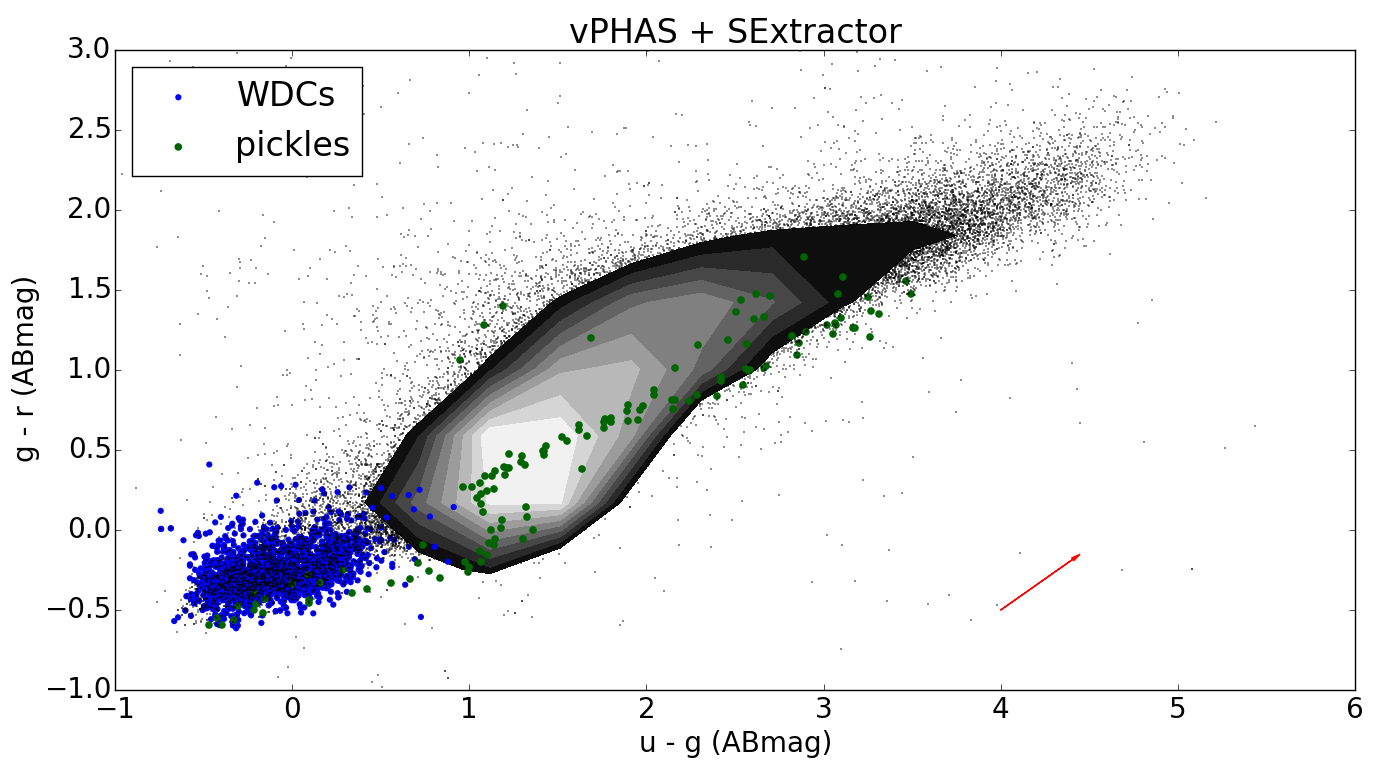 vPHAS + SExtractor
3.0
2.5
2.0
1.5
1.0
0.5
0.0
−0.5
−1.0
g - r (ABmag)
WDCs
pickles
−1 0 1 2 3 4 5 6
u - g (ABmag)